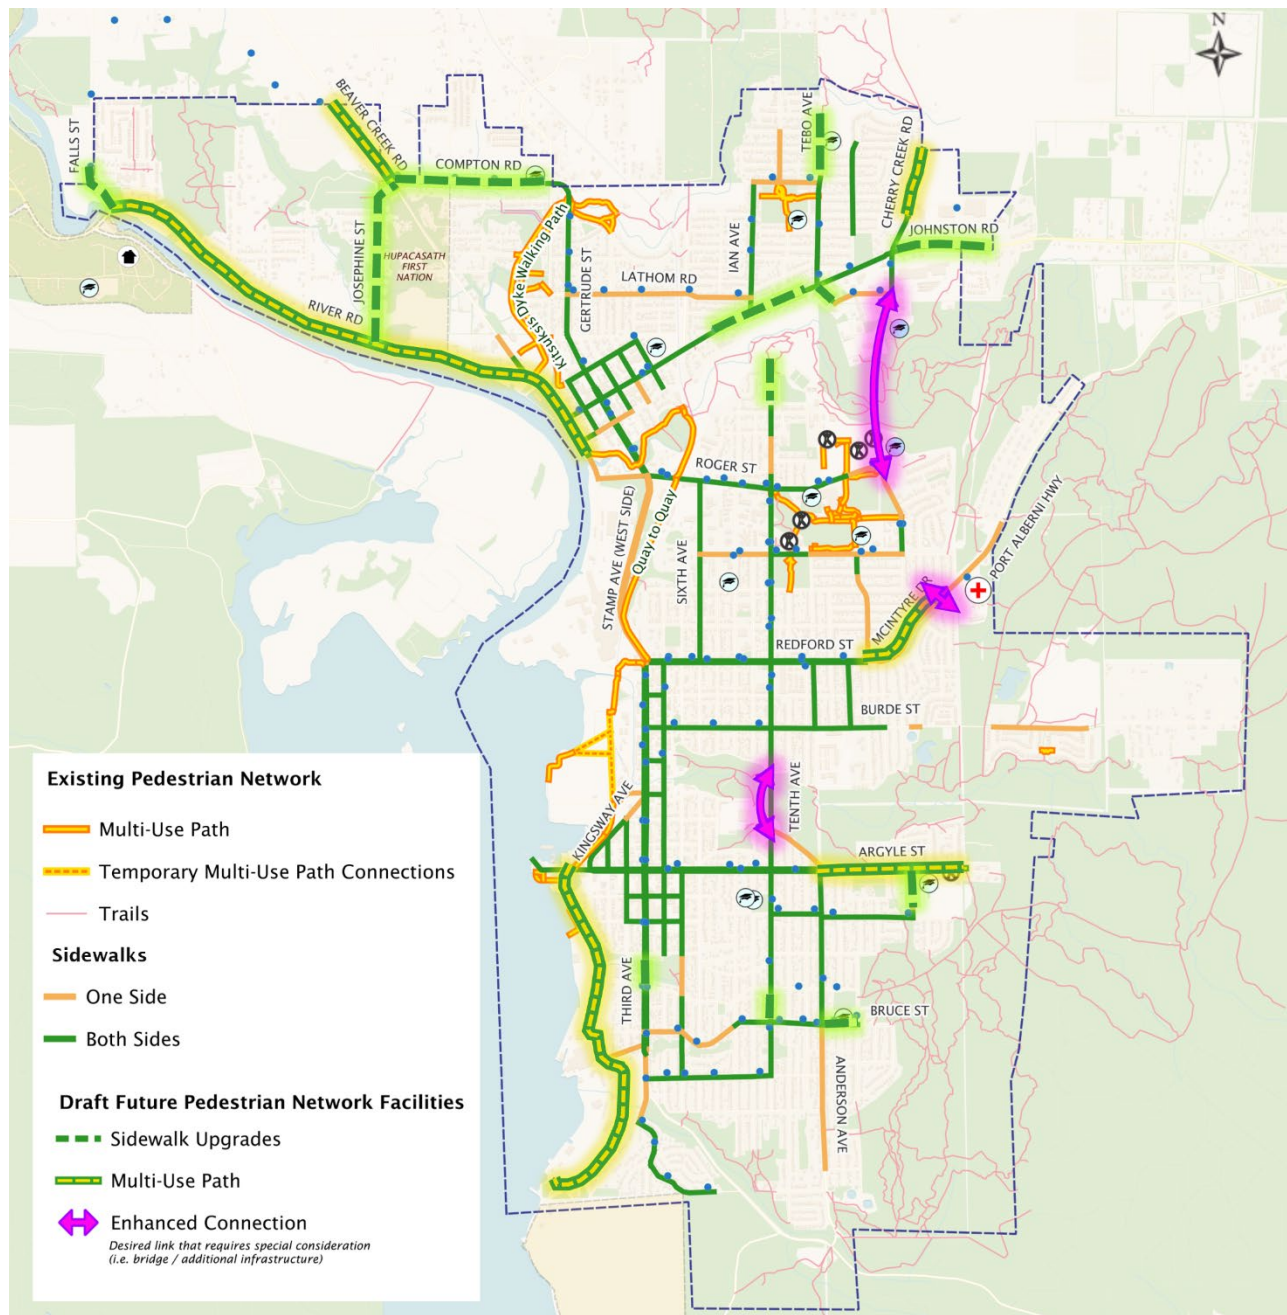 N
BEAVER CREEK RD
FALLS ST
COMPTON RD
TEBO AVE
CHERRY CREEK RD
JOHNSTON RD
JOSEPHINE ST
HUPACASATH
FIRST
NATION
Kitsuksis Dyke Walking Path
GERTRUDE ST
IAN AVE
LATHOM RD
RIVER RD
ROGER ST
STAMP AVE (WEST SIDE)
Quay to Quay
SIXTH AVE
PORT ALBERNI HWY
MCINTYRE DR
REDFORD ST
BURDE ST
KINGSWAY AVE
TENTH AVE
ARGYLE ST
THIRD AVE
BRUCE ST
ANDERSON AVE
Existing Pedestrian Network
Multi-Use Path
Temporary Multi-Use Path Connections
Trails
Sidewalks
One Side
Both Sides
Draft Future Pedestrian Network Facilities
Sidewalk Upgrades
Multi-Use Path
Enhanced Connection
Desired link that requires special consideration
(i.e. bridge / additional infrastructure)